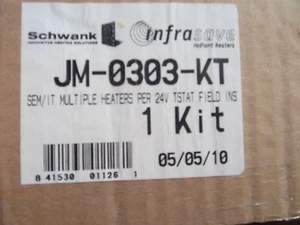 Schwank infrasave
INNOVATIVE HEATING SOLUTIONS radiant heaters
JM-0303-KT
SEM/IT MULTIPLE HEATERS PER 24V TSTAT FIELD INS
1 Kit
05/05/10
8 41530 01126 1